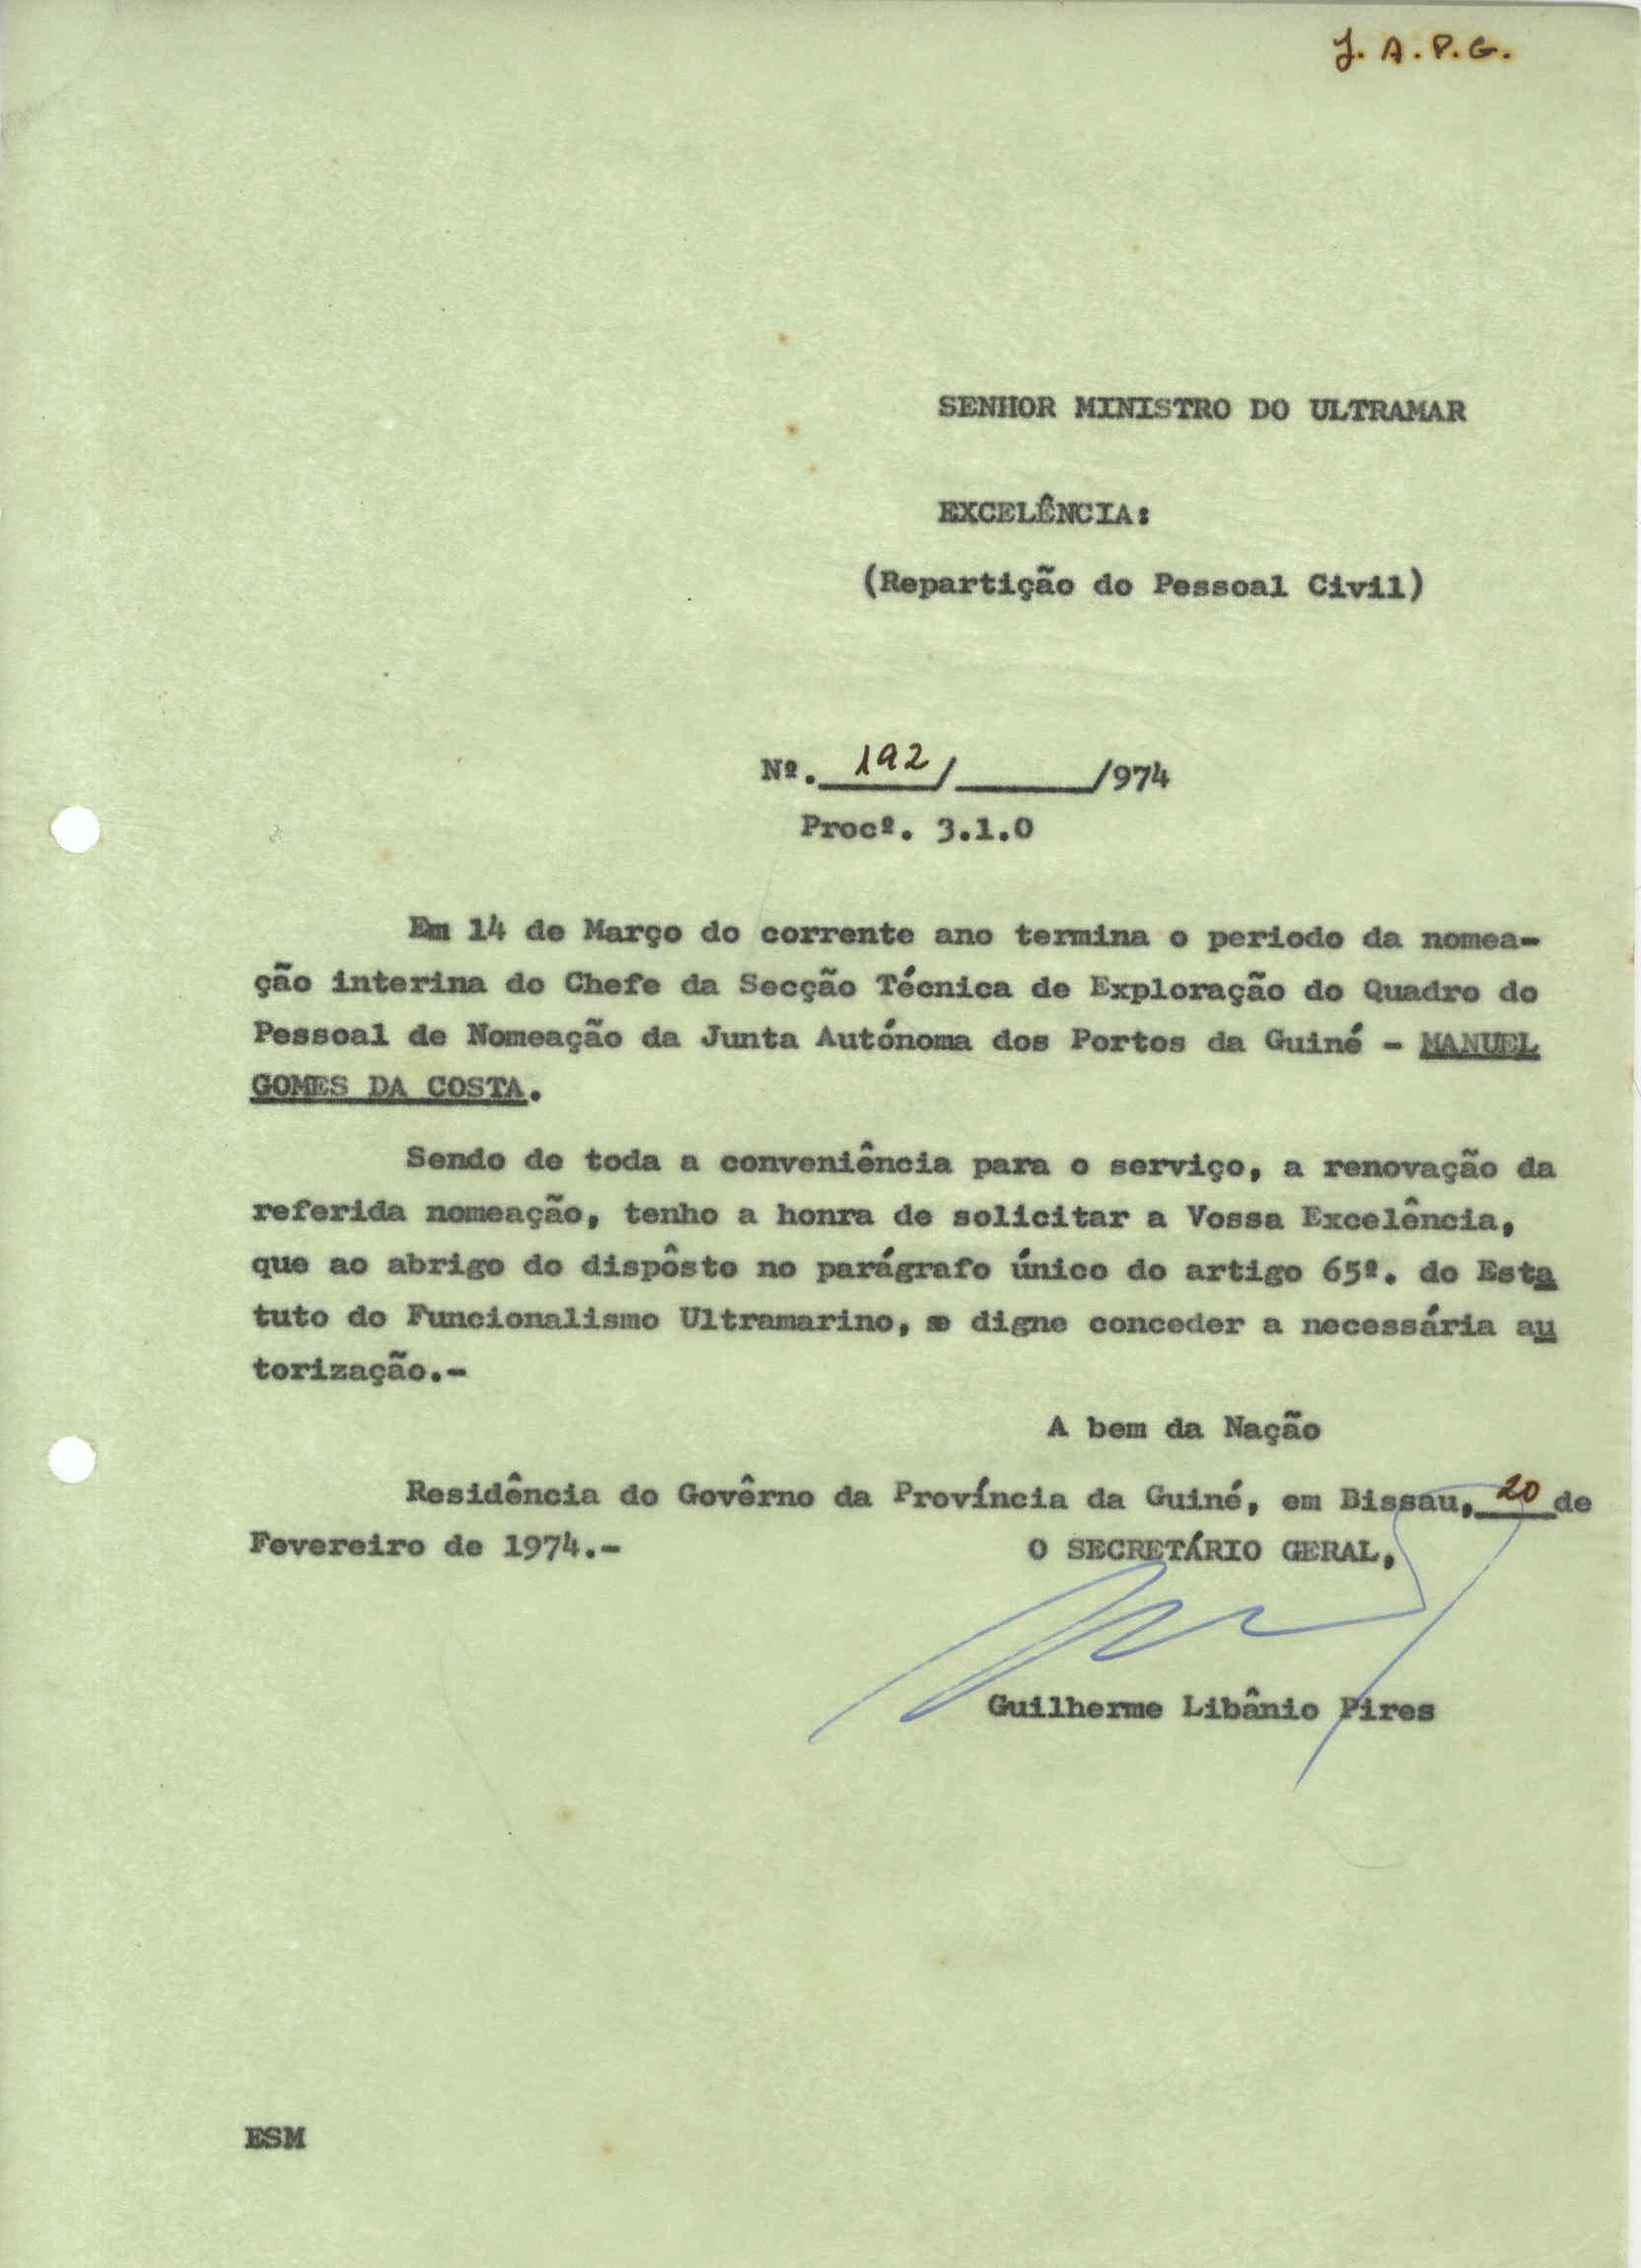 J. A. P. G.
SENHOR MINISTRO DO ULTRAMAR
EXCELÊNCIA:
(Repartição do Pessoal Civil)
Nº. 192/ /974
Procº. 3.1.0
Em 14 de Março do corrente ano termina o periodo da nomea-
ção interina do Chefe da Secção Técnica de Exploração do Quadro do
Pessoal de Nomeação da Junta Autónoma dos Portos da Guiné - MANUEL
GOMES DA COSTA.
Sendo de toda a conveniência para o serviço, a renovação da
referida nomeação, tenho a honra de solicitar a Vossa Excelência,
que ao abrigo do dispôsto no parágrafo único do artigo 65º. do Esta
tuto do Funcionalismo Ultramarino, se digne conceder a necessária au
torização.-
A bem da Nação
Residência do Govêrno da Província da Guiné, em Bissau, 20 de
Fevereiro de 1974.-
O SECRETÁRIO GERAL,
Guilherme Libânio Pires
ESM